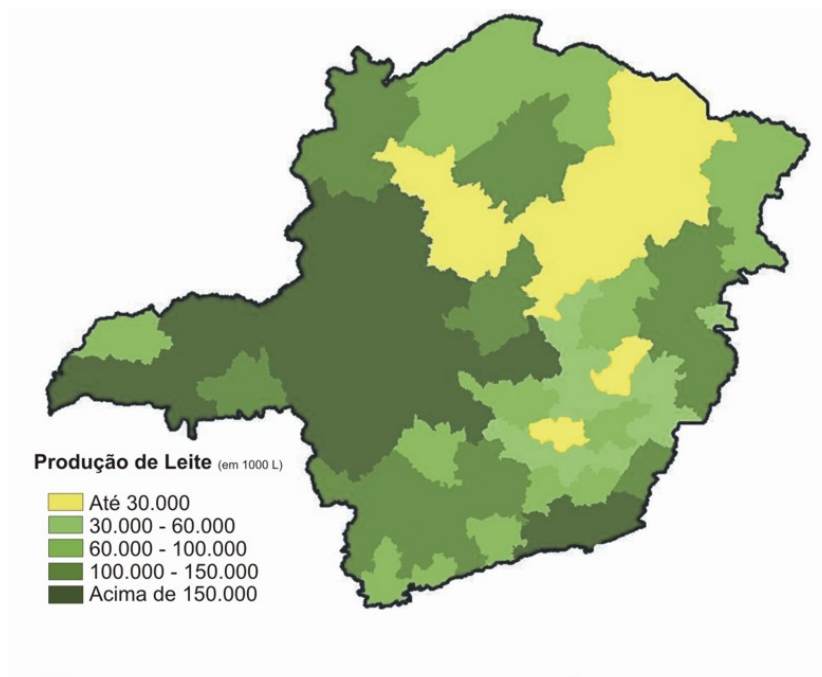 Produção de Leite (em 1000 L)
Até 30.000
30.000 - 60.000
60.000 - 100.000
100.000 - 150.000
Acima de 150.000